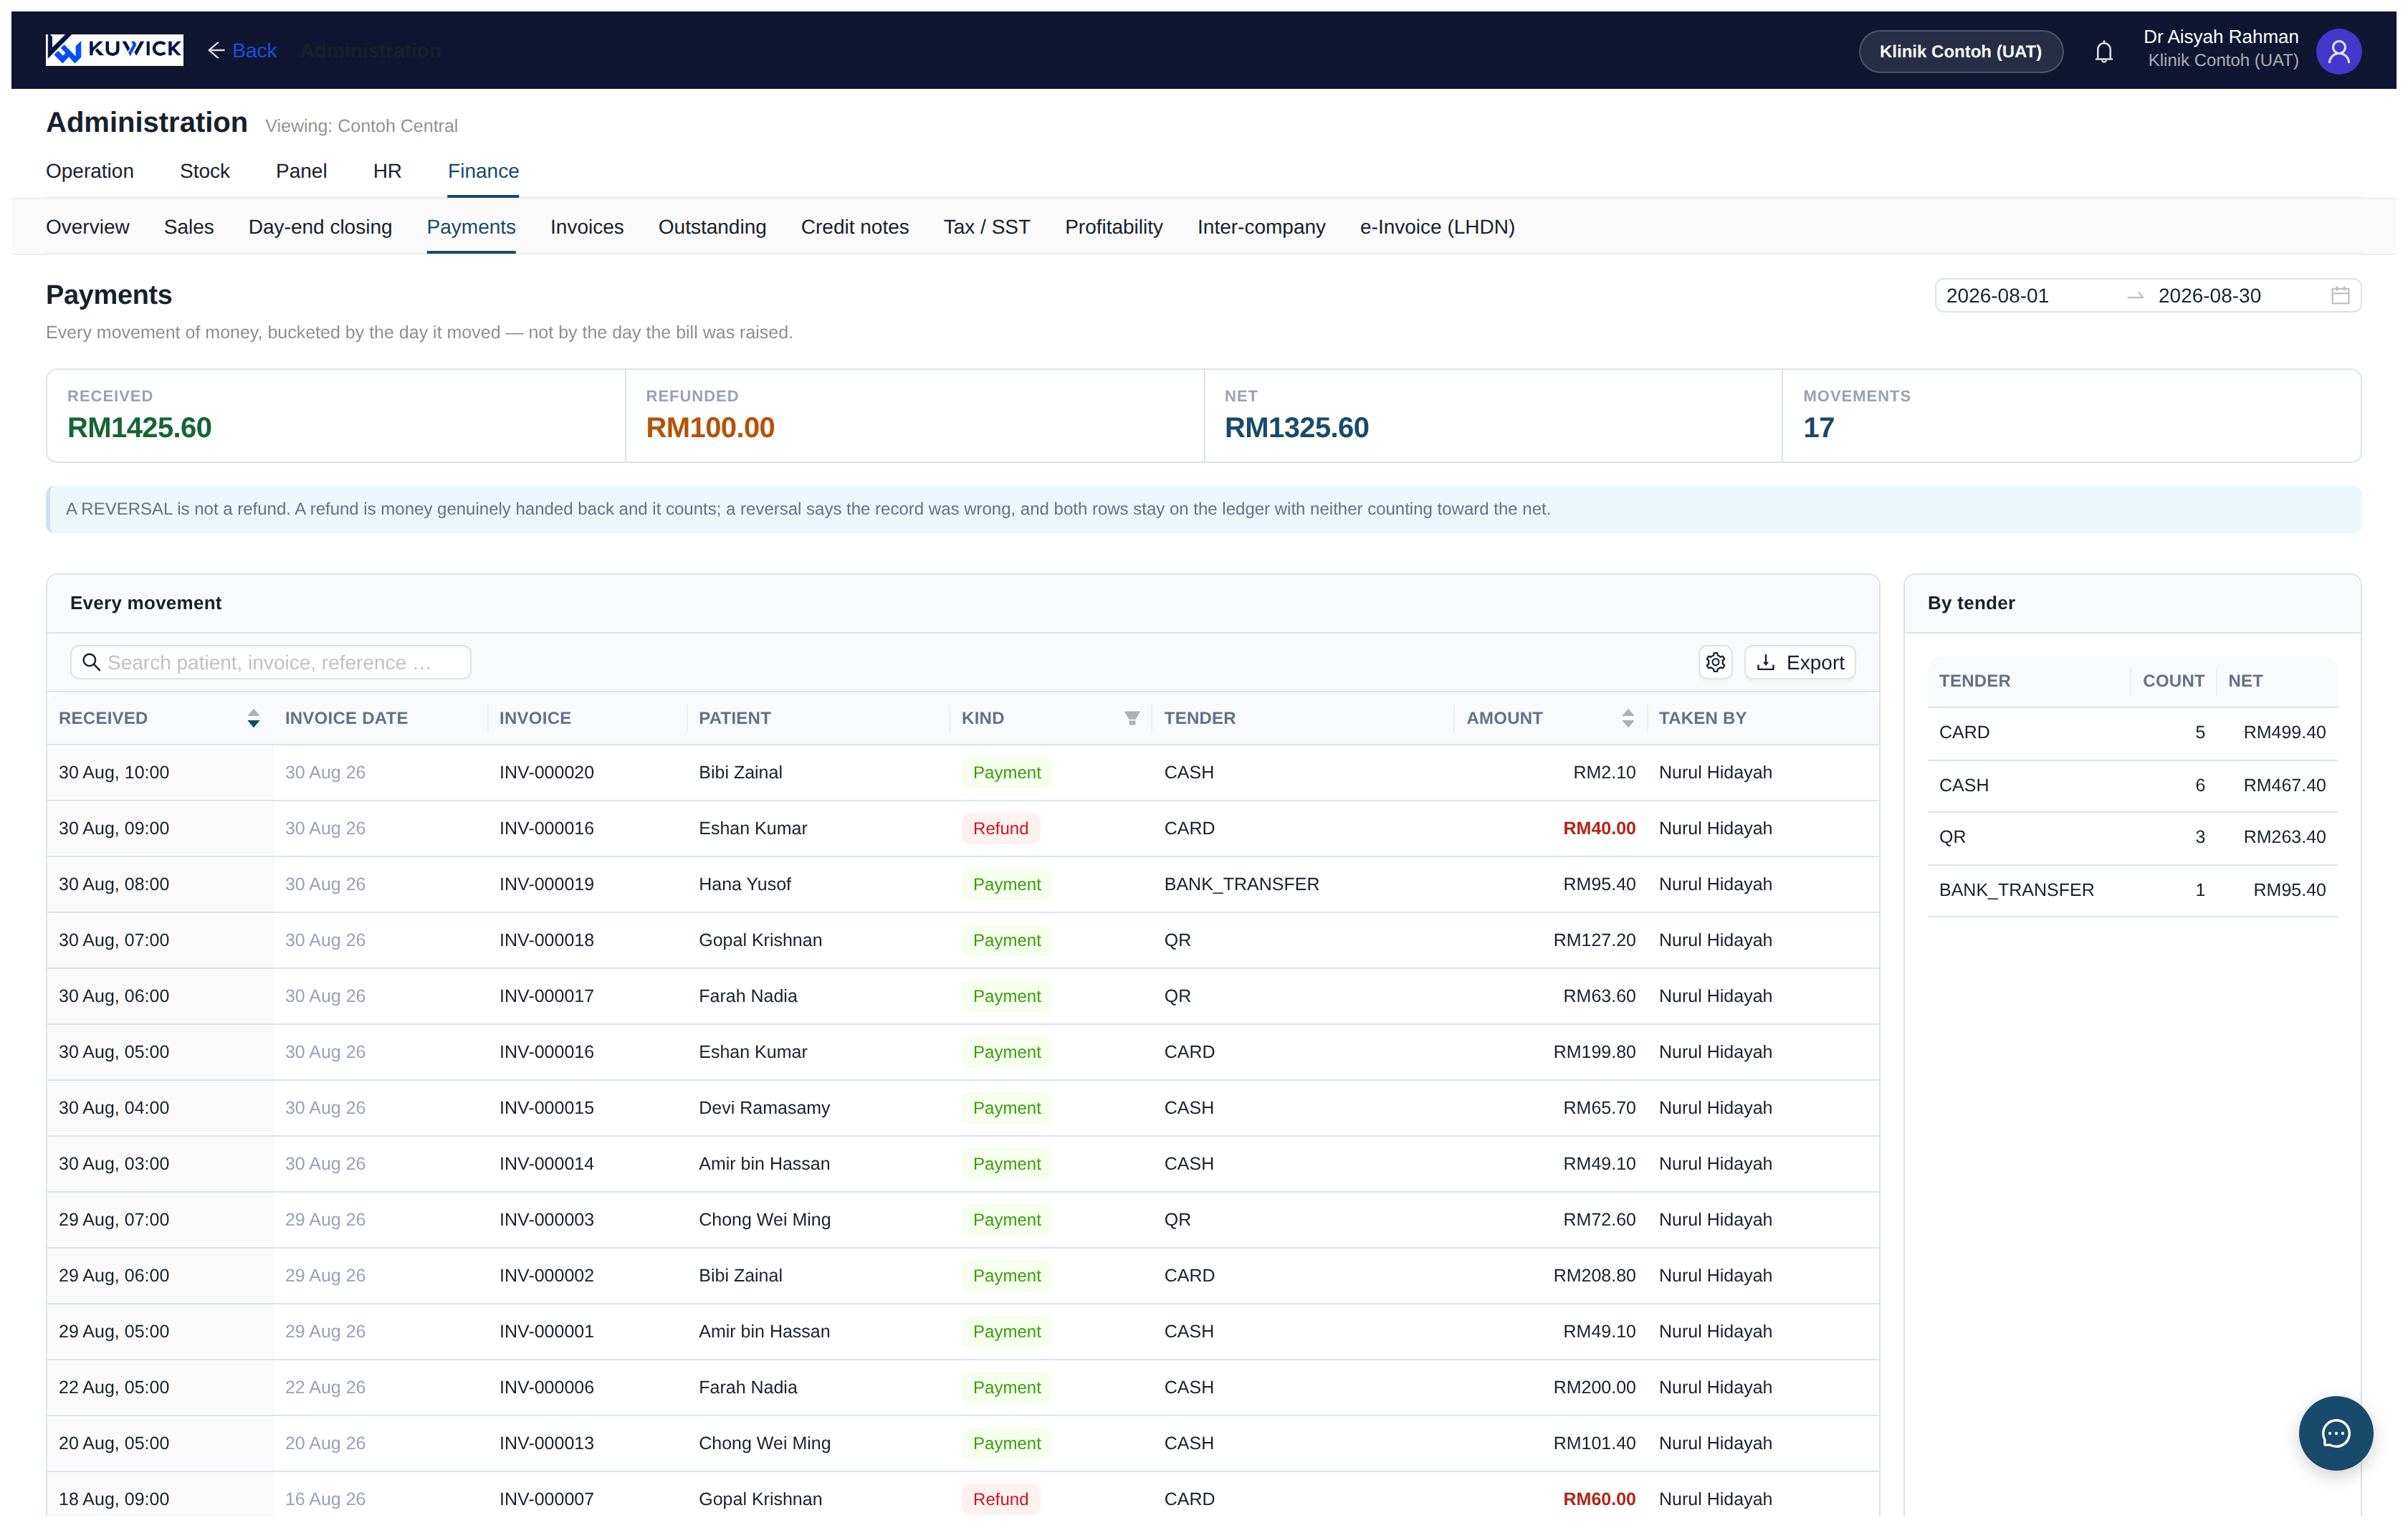 KUWICK
Back Administration
Klinik Contoh (UAT)
Dr Aisyah Rahman
Klinik Contoh (UAT)
Administration Viewing: Contoh Central
Operation Stock Panel HR Finance
Overview Sales Day-end closing Payments Invoices Outstanding Credit notes Tax / SST Profitability Inter-company e-Invoice (LHDN)
Payments
2026-08-01 2026-08-30
Every movement of money, bucketed by the day it moved — not by the day the bill was raised.
RECEIVED
RM1425.60
REFUNDED
RM100.00
NET
RM1325.60
MOVEMENTS
17
A REVERSAL is not a refund. A refund is money genuinely handed back and it counts; a reversal says the record was wrong, and both rows stay on the ledger with neither counting toward the net.
Every movement
Search patient, invoice, reference …
Export
RECEIVED INVOICE DATE INVOICE PATIENT KIND TENDER AMOUNT TAKEN BY
30 Aug, 10:00 30 Aug 26 INV-000020 Bibi Zainal Payment CASH RM2.10 Nurul Hidayah
30 Aug, 09:00 30 Aug 26 INV-000016 Eshan Kumar Refund CARD RM40.00 Nurul Hidayah
30 Aug, 08:00 30 Aug 26 INV-000019 Hana Yusof Payment BANK_TRANSFER RM95.40 Nurul Hidayah
30 Aug, 07:00 30 Aug 26 INV-000018 Gopal Krishnan Payment QR RM127.20 Nurul Hidayah
30 Aug, 06:00 30 Aug 26 INV-000017 Farah Nadia Payment QR RM63.60 Nurul Hidayah
30 Aug, 05:00 30 Aug 26 INV-000016 Eshan Kumar Payment CARD RM199.80 Nurul Hidayah
30 Aug, 04:00 30 Aug 26 INV-000015 Devi Ramasamy Payment CASH RM65.70 Nurul Hidayah
30 Aug, 03:00 30 Aug 26 INV-000014 Amir bin Hassan Payment CASH RM49.10 Nurul Hidayah
29 Aug, 07:00 29 Aug 26 INV-000003 Chong Wei Ming Payment QR RM72.60 Nurul Hidayah
29 Aug, 06:00 29 Aug 26 INV-000002 Bibi Zainal Payment CARD RM208.80 Nurul Hidayah
29 Aug, 05:00 29 Aug 26 INV-000001 Amir bin Hassan Payment CASH RM49.10 Nurul Hidayah
22 Aug, 05:00 22 Aug 26 INV-000006 Farah Nadia Payment CASH RM200.00 Nurul Hidayah
20 Aug, 05:00 20 Aug 26 INV-000013 Chong Wei Ming Payment CASH RM101.40 Nurul Hidayah
18 Aug, 09:00 16 Aug 26 INV-000007 Gopal Krishnan Refund CARD RM60.00 Nurul Hidayah
By tender
TENDER COUNT NET
CARD 5 RM499.40
CASH 6 RM467.40
QR 3 RM263.40
BANK_TRANSFER 1 RM95.40